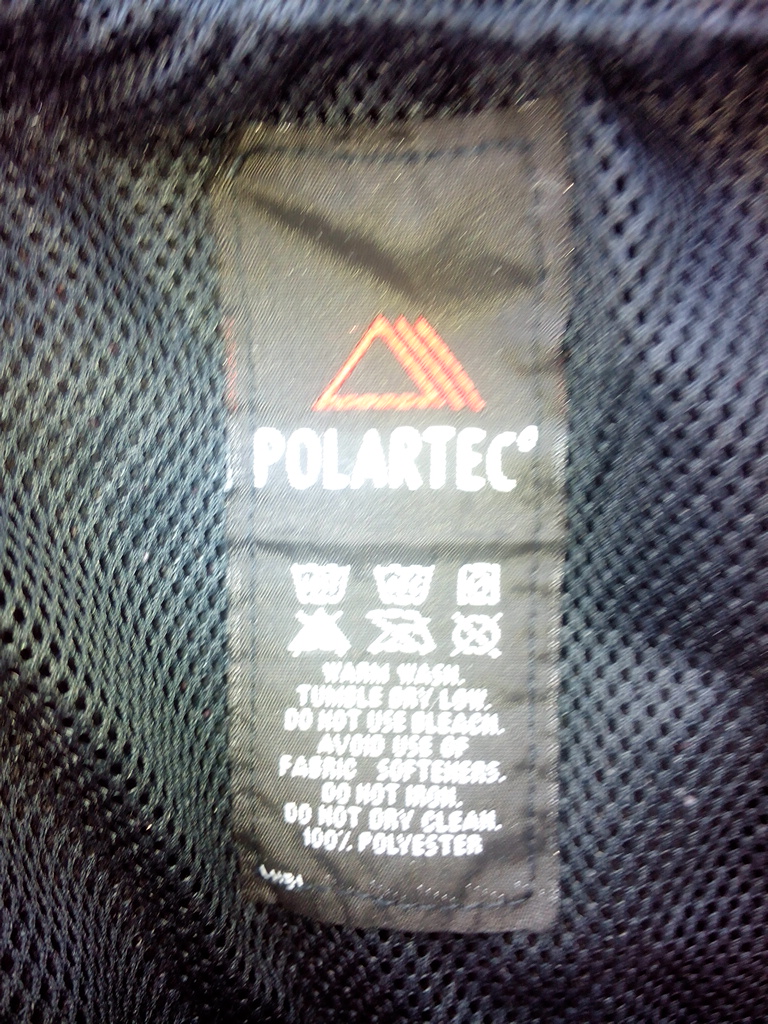 POLARTEC®
WARM WASH.
TUMBLE DRY/LOW.
DO NOT USE BLEACH.
AVOID USE OF
FABRIC SOFTENERS.
DO NOT IRON.
DO NOT DRY CLEAN.
100% POLYESTER